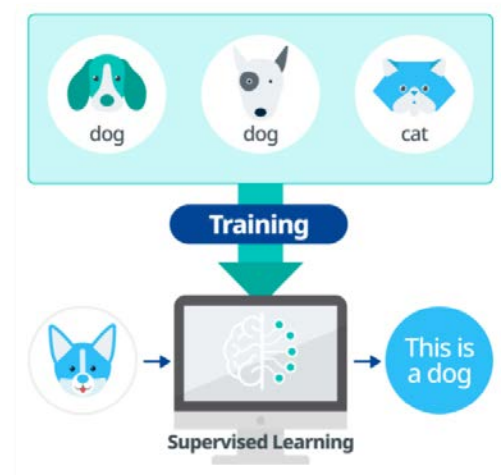 dog
dog
cat
Training
This is
a dog
Supervised Learning